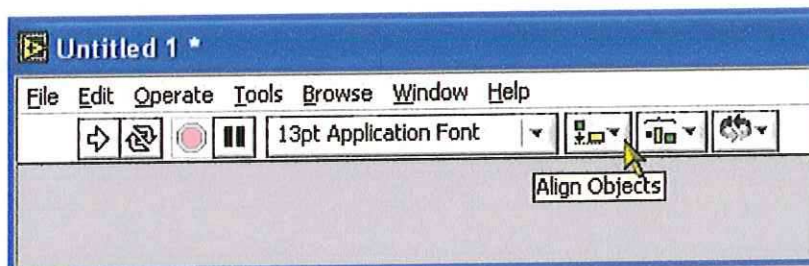 Untitled 1 *
File Edit Operate Tools Browse Window Help
13pt Application Font
Align Objects